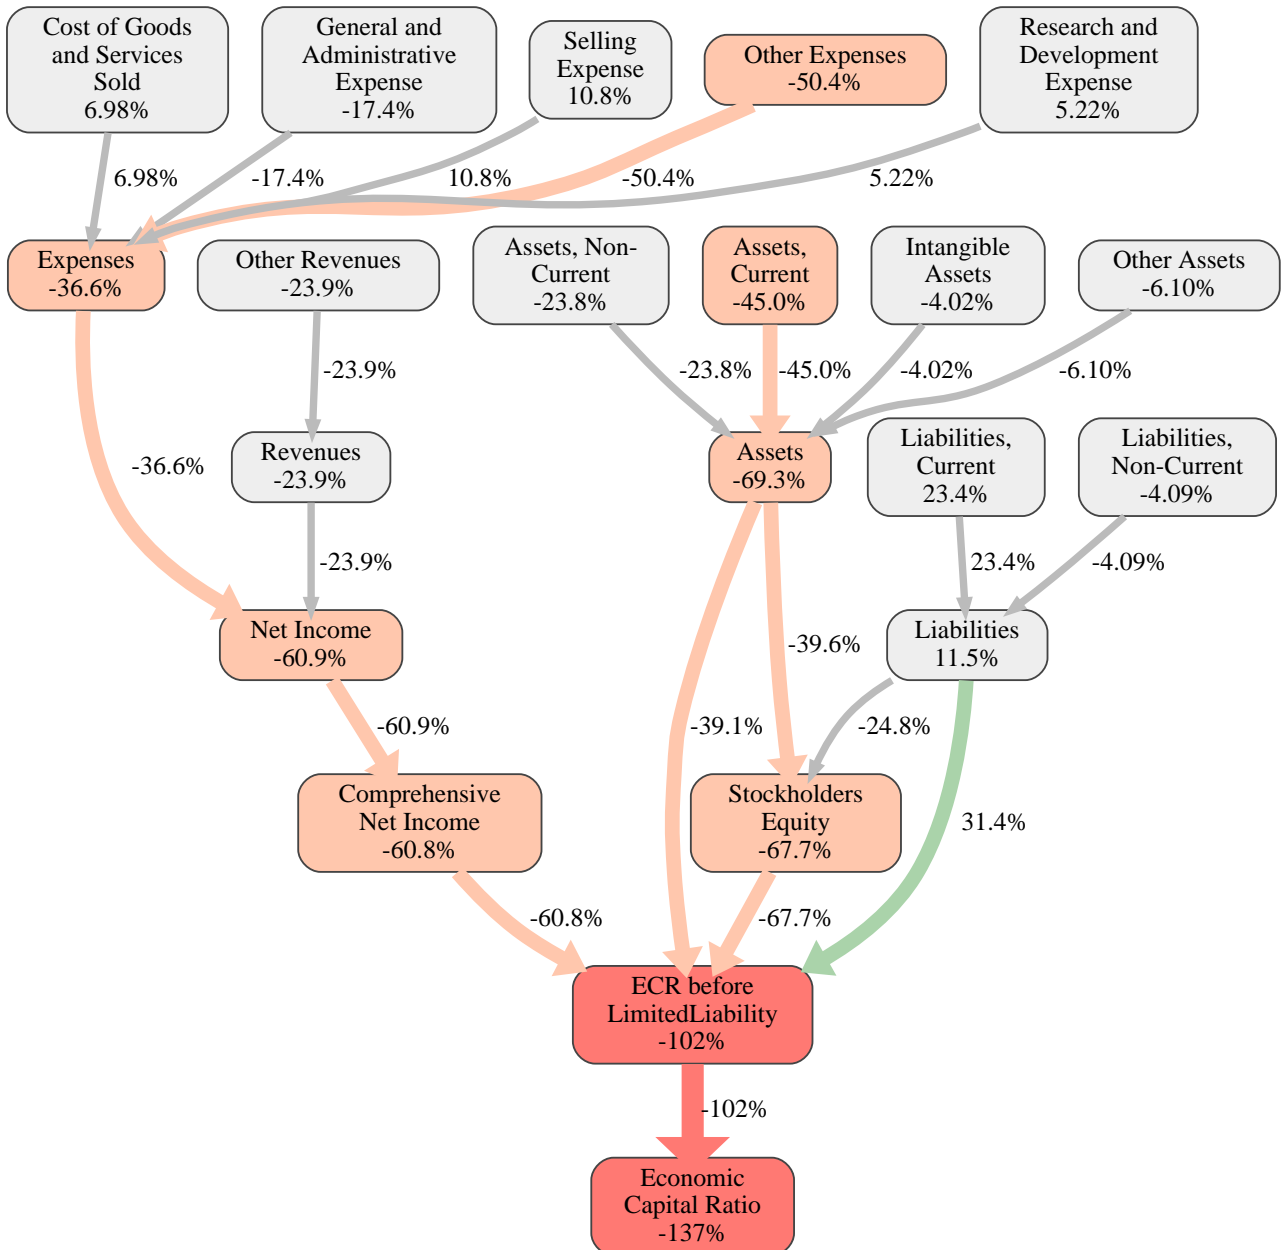 Cost of Goods
and Services
Sold
6.98%
General and
Administrative
Expense
-17.4%
Selling
Expense
10.8%
Other Expenses
-50.4%
Research and
Development
Expense
5.22%
6.98%
-17.4%
10.8%
-50.4%
5.22%
Expenses
-36.6%
Other Revenues
-23.9%
Assets, Non-
Current
-23.8%
Assets,
Current
-45.0%
Intangible
Assets
-4.02%
Other Assets
-6.10%
-23.9%
-23.8%
-45.0%
-4.02%
-6.10%
-36.6%
Revenues
-23.9%
Assets
-69.3%
Liabilities,
Current
23.4%
Liabilities,
Non-Current
-4.09%
-23.9%
23.4%
-4.09%
Net Income
-60.9%
-39.6%
Liabilities
11.5%
-60.9%
-39.1%
-24.8%
31.4%
Comprehensive
Net Income
-60.8%
Stockholders
Equity
-67.7%
-60.8%
-67.7%
ECR before
LimitedLiability
-102%
-102%
Economic
Capital Ratio
-137%